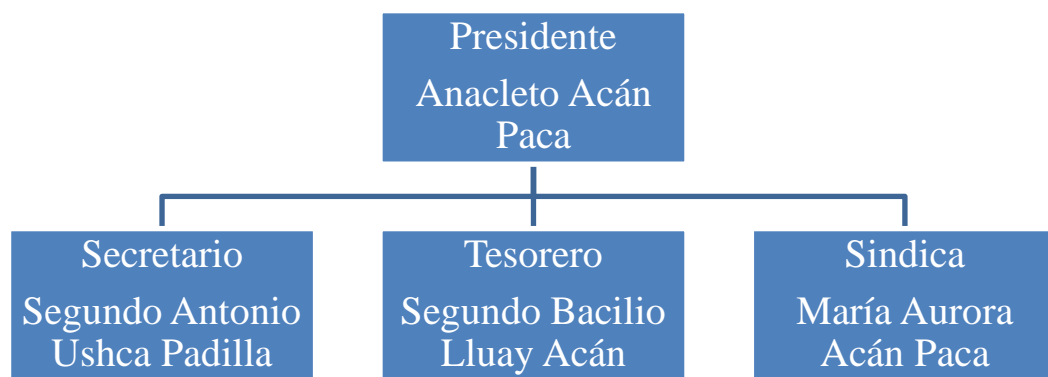 Presidente
Anacleto Acán
Paca
Secretario
Segundo Antonio
Ushca Padilla
Tesorero
Segundo Bacilio
Lluay Acán
Sindica
María Aurora
Acán Paca